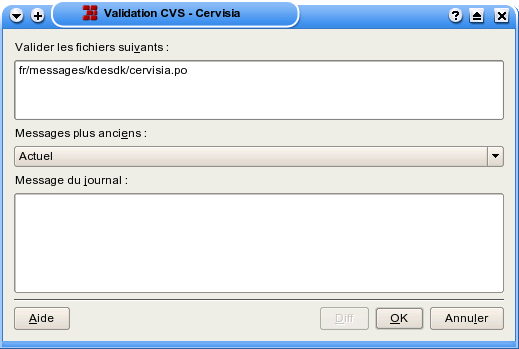 Validation CVS - Cervisia
Valider les fichiers suivants :
fr/messages/kdesdk/cervisia.po
Messages plus anciens :
Actuel
Message du journal :
Aide Diff OK Annuler